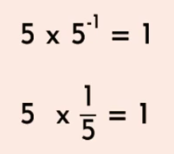 5 x 5⁻¹ = 1
5 x 1/5 = 1